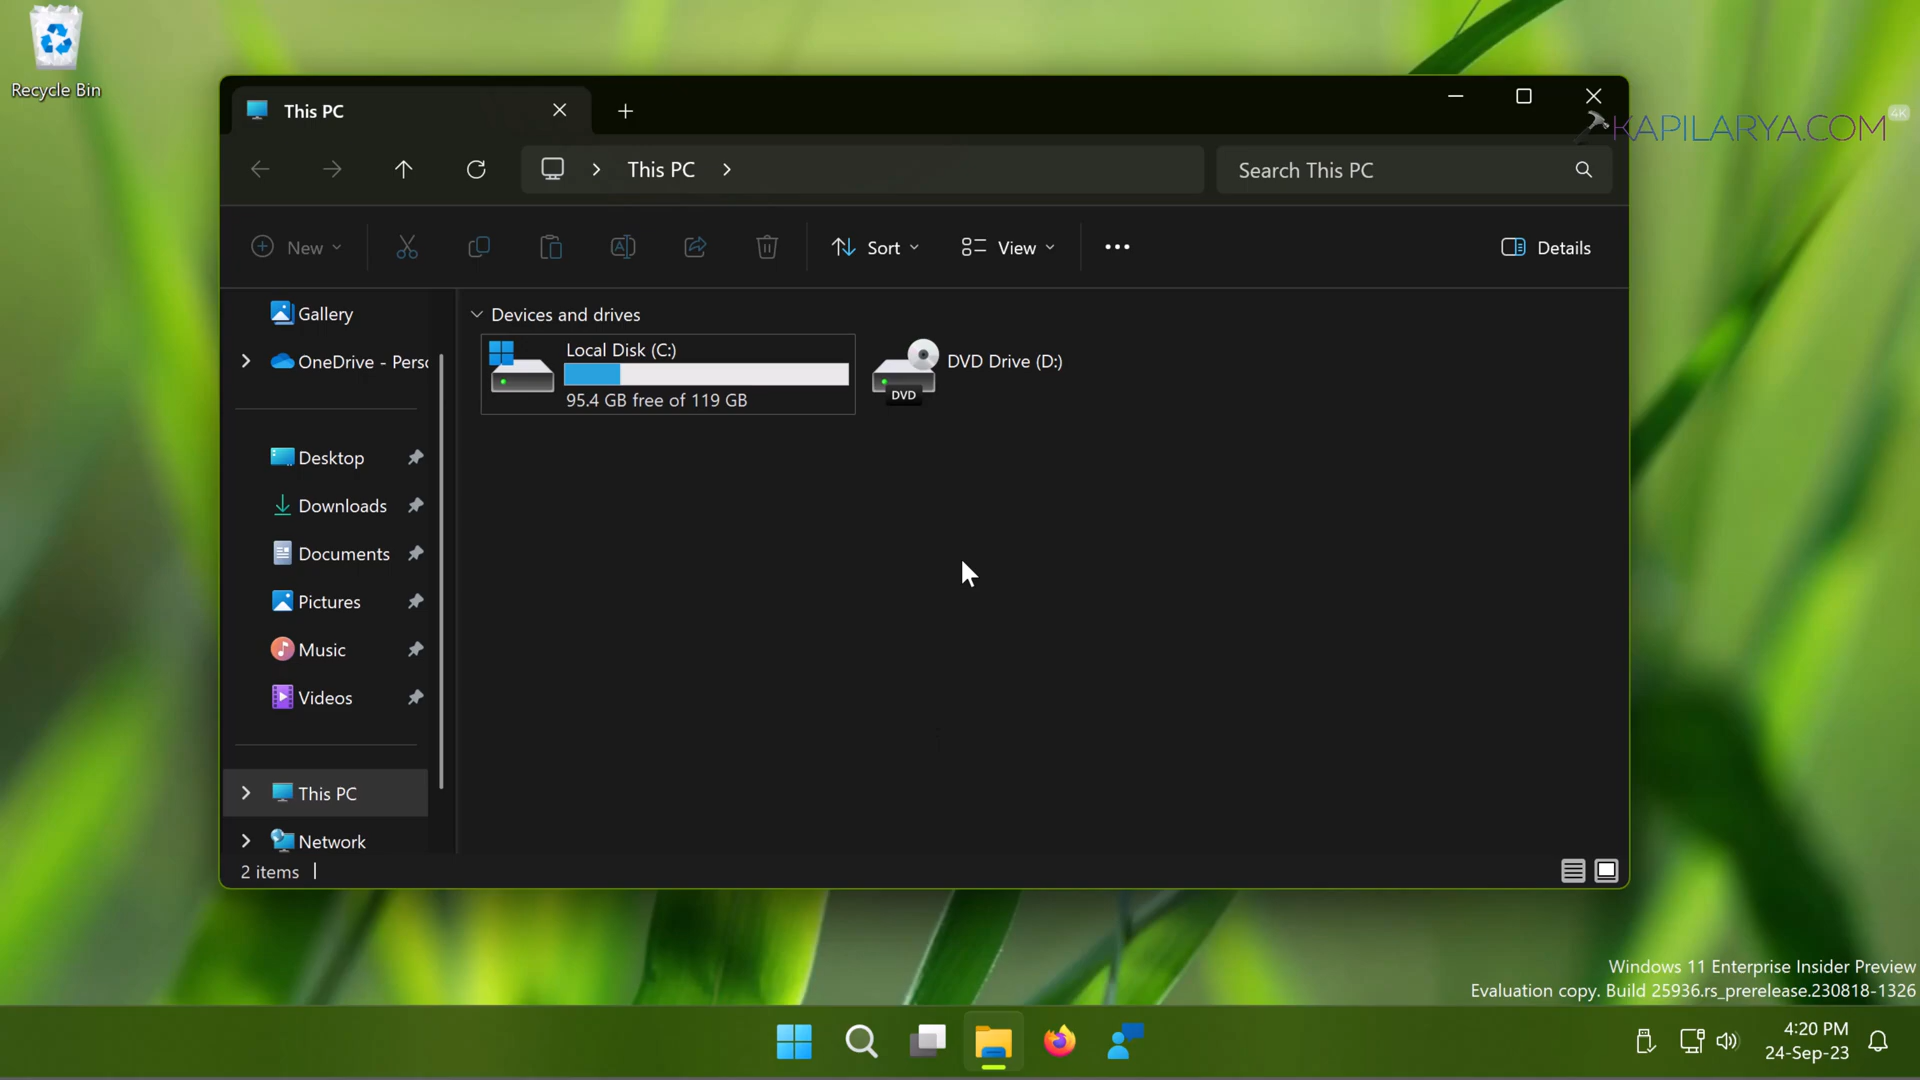 Recycle Bin
This PC
KAPILARYA.COM
4K
This PC
Search This PC
New
Sort
View
Details
Gallery
OneDrive - Perso
Desktop
Downloads
Documents
Pictures
Music
Videos
This PC
Network
Devices and drives
Local Disk (C:)
95.4 GB free of 119 GB
DVD
DVD Drive (D:)
2 items
Windows 11 Enterprise Insider Preview
Evaluation copy. Build 25936.rs_prerelease.230818-1326
4:20 PM
24-Sep-23